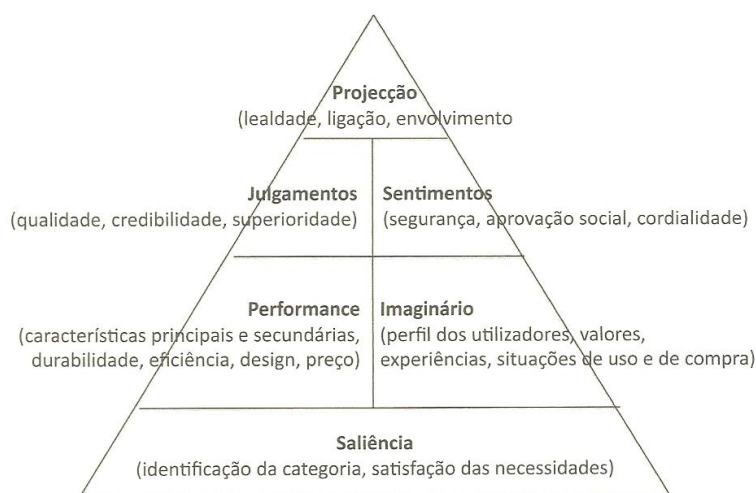 Projecção
(lealdade, ligação, envolvimento
Julgamentos
(qualidade, credibilidade, superioridade)
Sentimentos
(segurança, aprovação social, cordialidade)
Performance
(características principais e secundárias,
durabilidade, eficiência, design, preço)
Imaginário
(perfil dos utilizadores, valores,
experiências, situações de uso e de compra)
Saliência
(identificação da categoria, satisfação das necessidades)